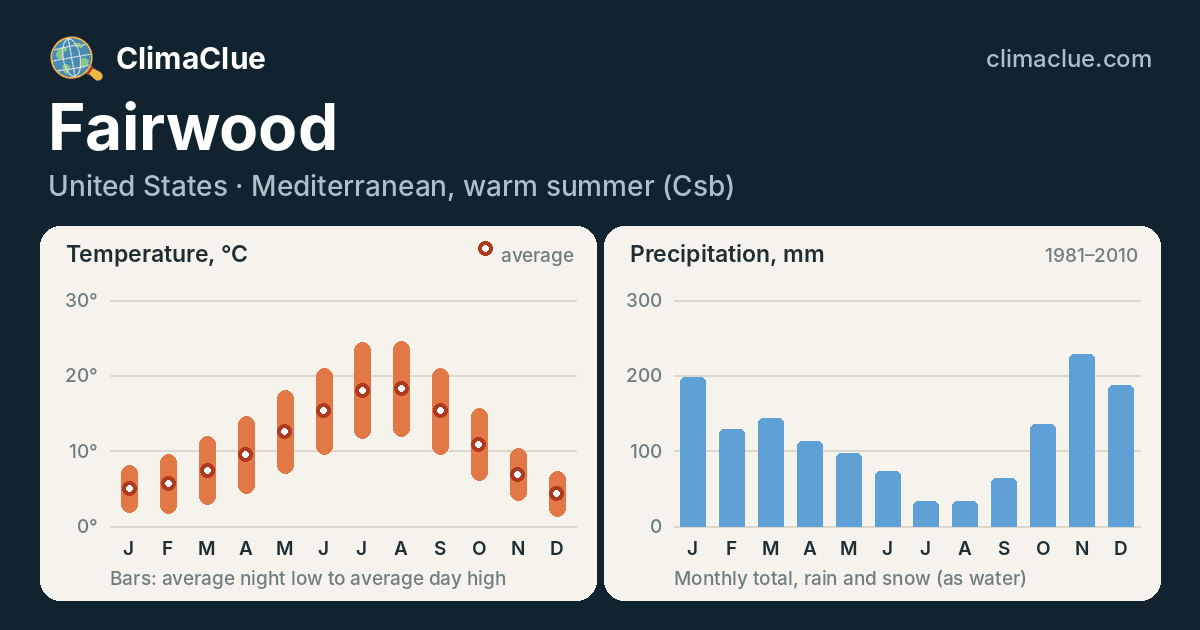 ClimaClue
climaclue.com
Fairwood
United States · Mediterranean, warm summer (Csb)
Temperature, °C
average
30°
20°
10°
0°
J F M A M J J A S O N D
Bars: average night low to average day high
Precipitation, mm
1981–2010
300
200
100
0
J F M A M J J A S O N D
Monthly total, rain and snow (as water)